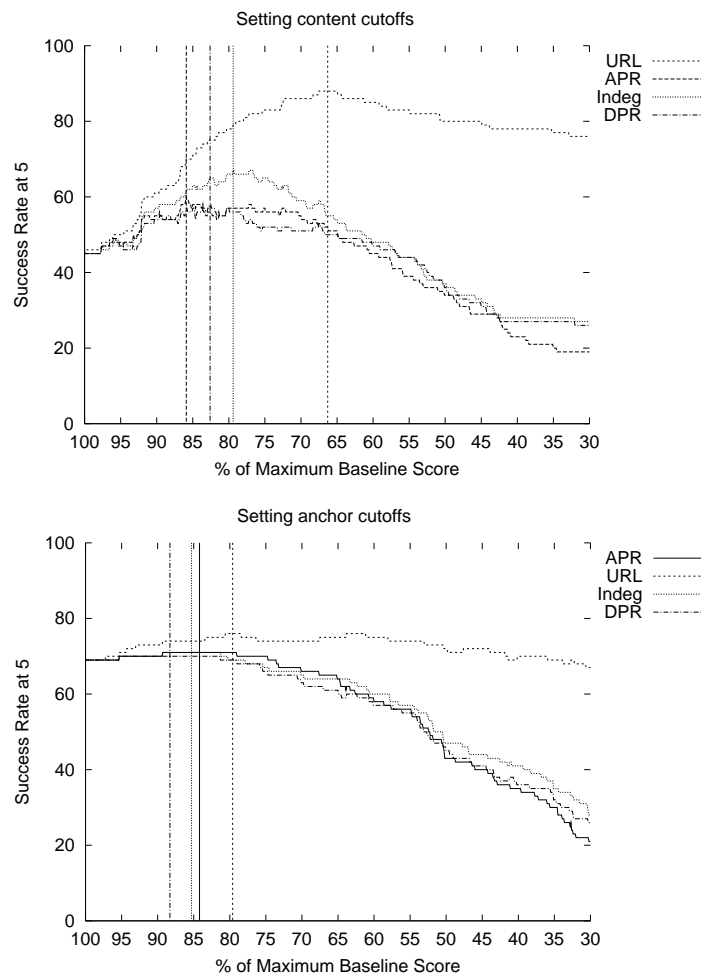 Setting content cutoffs
100
80
60
40
20
0
Success Rate at 5
100 95 90 85 80 75 70 65 60 55 50 45 40 35 30
% of Maximum Baseline Score
URL
APR
Indeg
DPR
Setting anchor cutoffs
100
80
60
40
20
0
Success Rate at 5
100 95 90 85 80 75 70 65 60 55 50 45 40 35 30
% of Maximum Baseline Score
APR
URL
Indeg
DPR